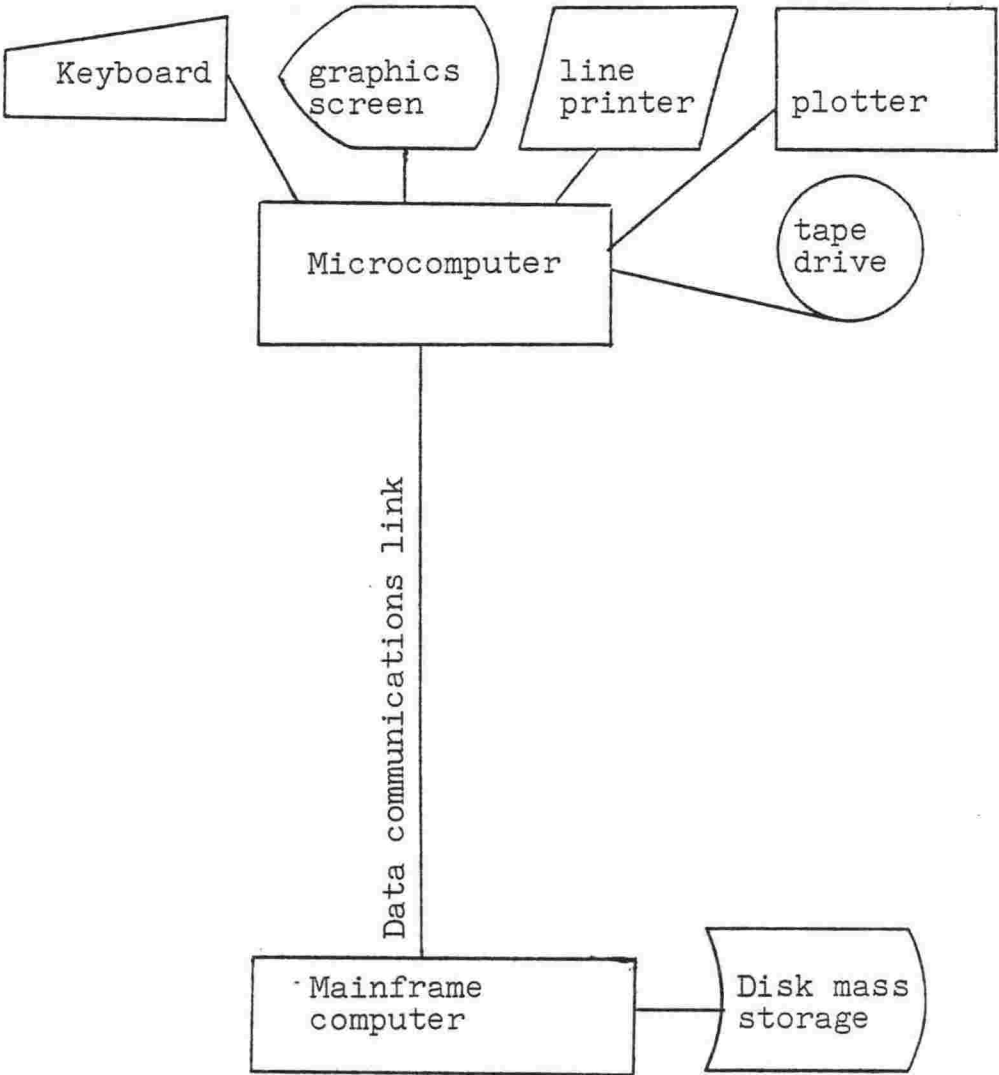 Keyboard
graphics
screen
line
printer
plotter
tape
drive
Microcomputer
Data communications link
Mainframe
computer
Disk mass
storage